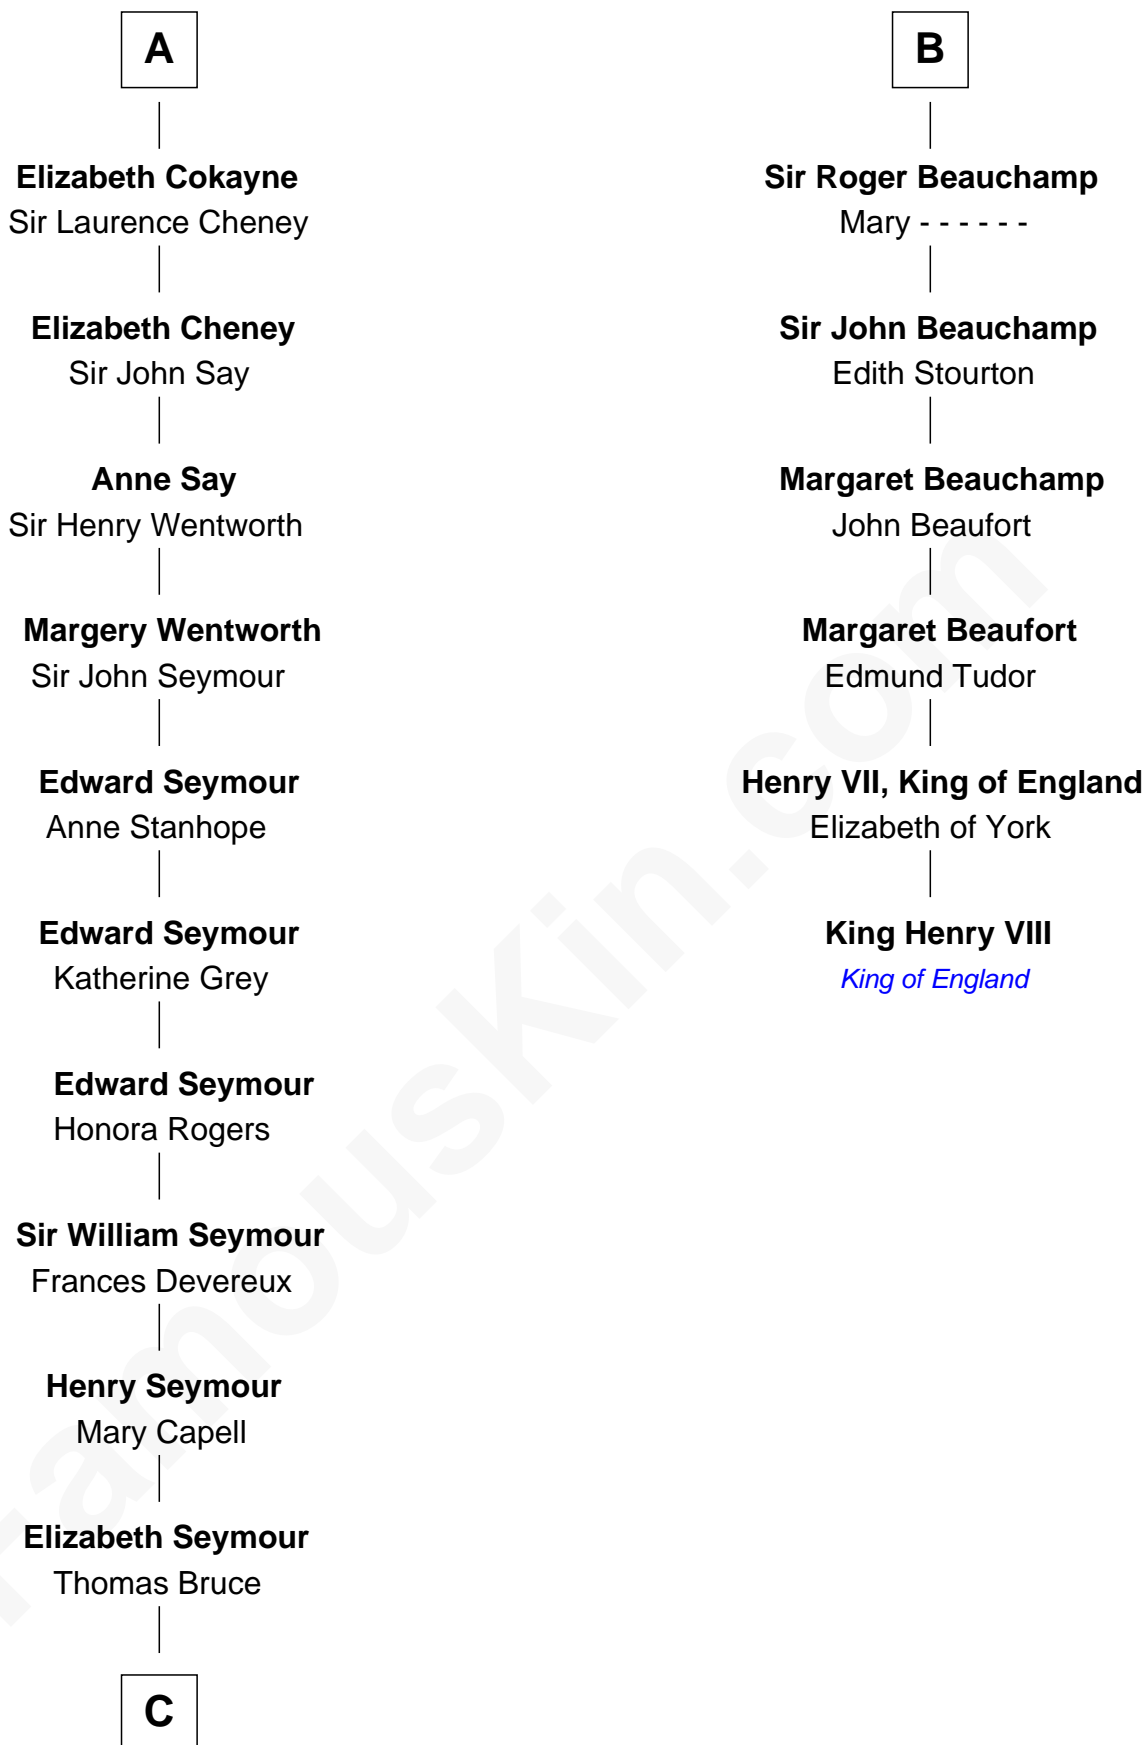 A
Elizabeth Cokayne
Sir Laurence Cheney
Elizabeth Cheney
Sir John Say
Anne Say
Sir Henry Wentworth
Margery Wentworth
Sir John Seymour
Edward Seymour
Anne Stanhope
Edward Seymour
Katherine Grey
Edward Seymour
Honora Rogers
Sir William Seymour
Frances Devereux
Henry Seymour
Mary Capell
Elizabeth Seymour
Thomas Bruce
C
B
Sir Roger Beauchamp
Mary - - - - - -
Sir John Beauchamp
Edith Stourton
Margaret Beauchamp
John Beaufort
Margaret Beaufort
Edmund Tudor
Henry VII, King of England
Elizabeth of York
King Henry VIII
King of England
FamousKin.com